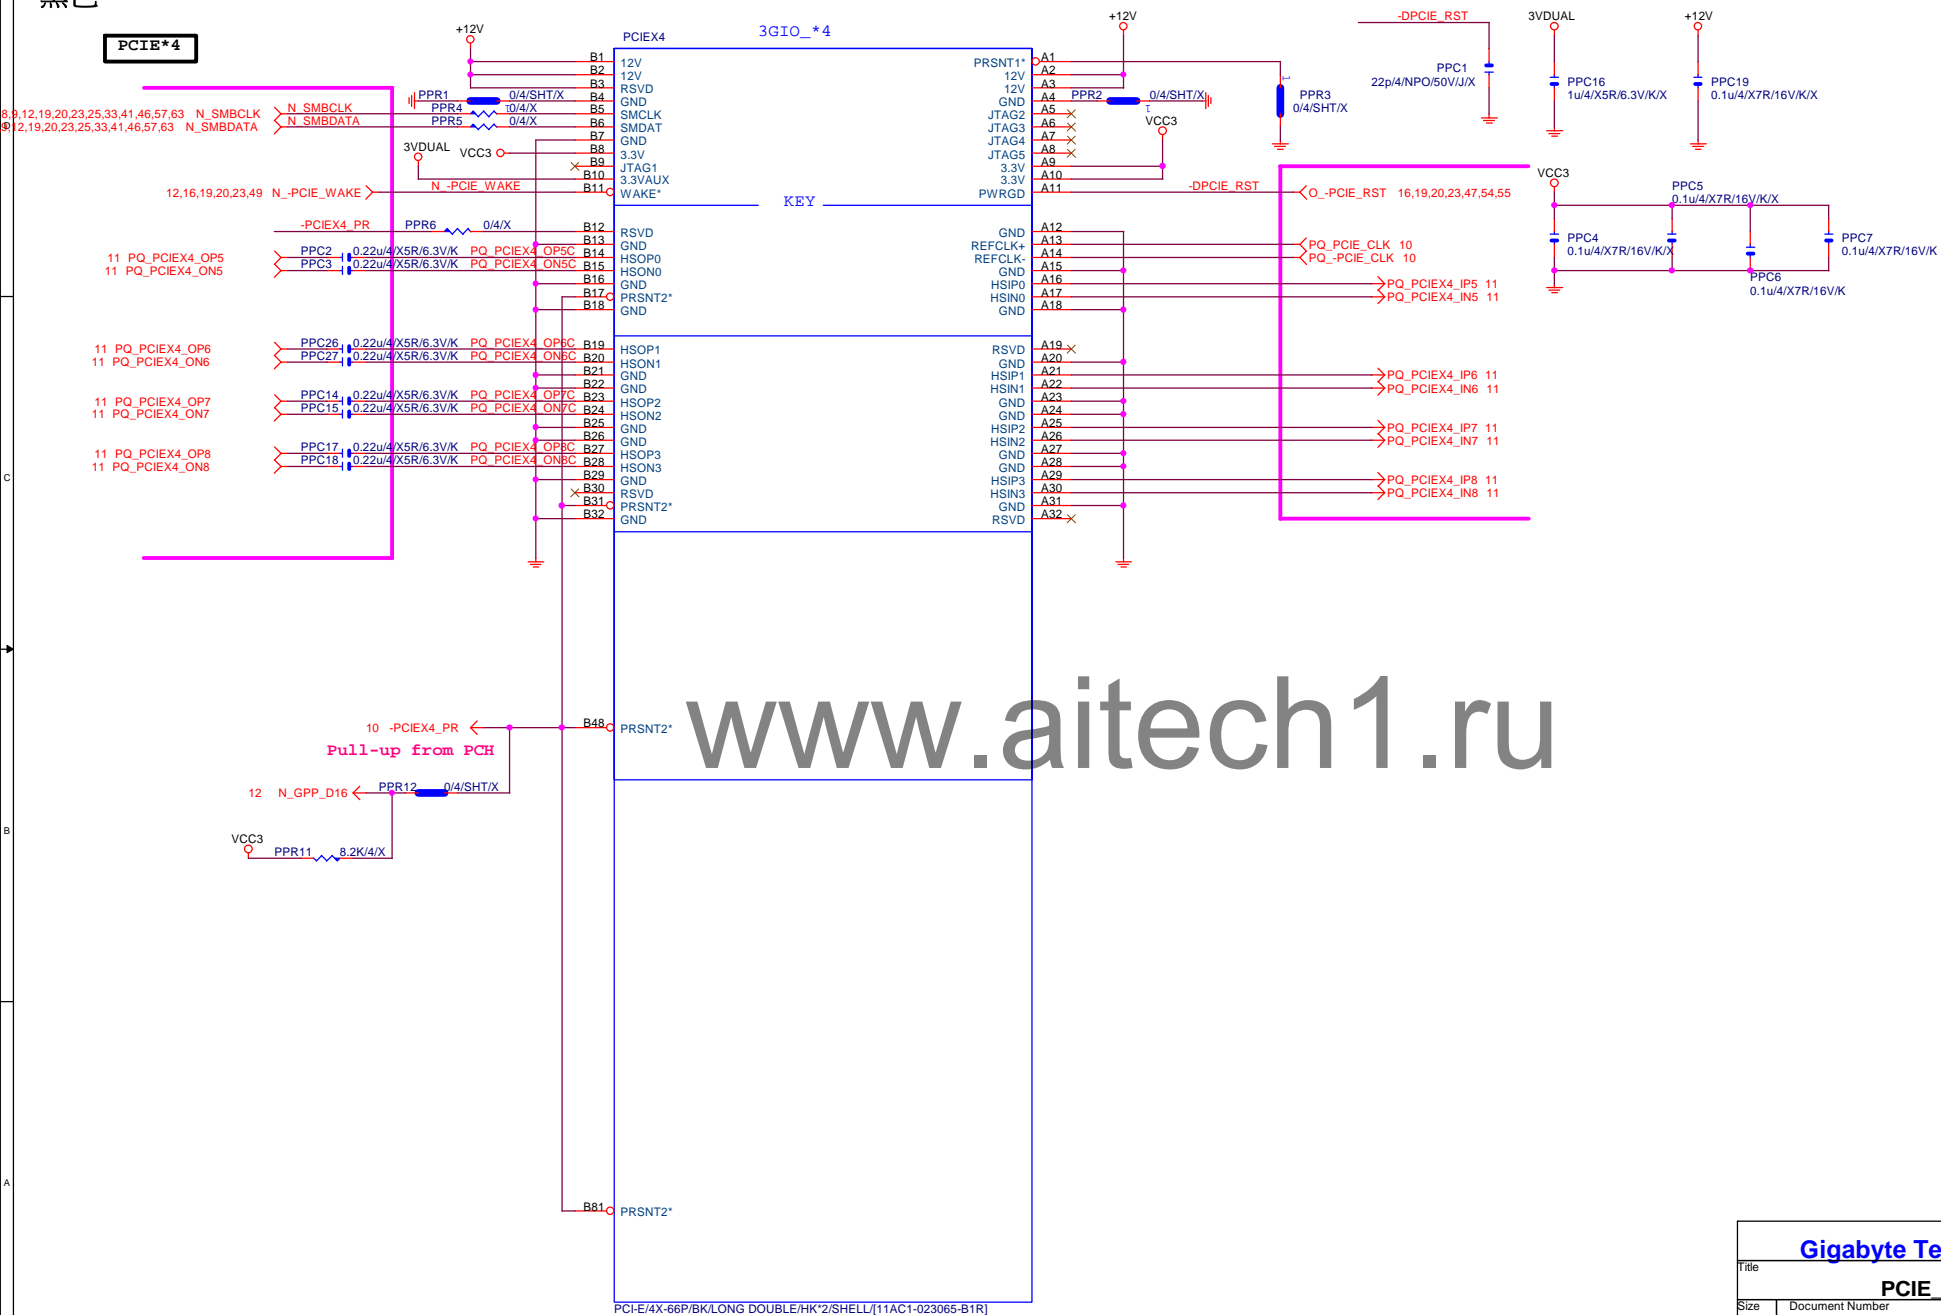 黑色
PCIE*4
+12V
PCIEX4
3GIO_*4
+12V
-DPCIE_RST
3VDUAL
+12V
PPC1
22p/4/NPO/50V/J/X
PPC16
1u/4/X5R/6.3V/K/X
PPC19
0.1u/4/X7R/16V/K/X
B1 12V
B2 12V
B3 RSVD
PPR1 0/4/SHT/X B4 GND
8,9,12,19,20,23,25,33,41,46,57,63 N_SMBCLK N_SMBCLK PPR4 0/4/X B5 SMCLK
9,12,19,20,23,25,33,41,46,57,63 N_SMBDATA N_SMBDATA PPR5 0/4/X B6 SMDAT
B7 GND
3VDUAL VCC3 B8 3.3V
B9 JTAG1
B10 3.3VAUX
12,16,19,20,23,49 N_-PCIE_WAKE N_-PCIE_WAKE B11 WAKE*
KEY
PRSNT1* A1
12V A2
12V A3
GND A4 PPR2 0/4/SHT/X 1
JTAG2 A5
JTAG3 A6
JTAG4 A7
JTAG5 A8
3.3V A9
3.3V A10
PWRGD A11 -DPCIE_RST O_-PCIE_RST 16,19,20,23,47,54,55
VCC3
1
PPR3
0/4/SHT/X
VCC3
PPC5
0.1u/4/X7R/16V/K/X
PPC4
0.1u/4/X7R/16V/K/X
PPC7
0.1u/4/X7R/16V/K
PPC6
0.1u/4/X7R/16V/K
-PCIEX4_PR PPR6 0/4/X B12 RSVD
B13 GND
11 PQ_PCIEX4_OP5 PPC2 0.22u/4/X5R/6.3V/K PQ_PCIEX4_OP5C B14 HSOP0
11 PQ_PCIEX4_ON5 PPC3 0.22u/4/X5R/6.3V/K PQ_PCIEX4_ON5C B15 HSON0
B16 GND
B17 PRSNT2*
B18 GND
GND A12
REFCLK+ A13 PQ_PCIE_CLK 10
REFCLK- A14 PQ_-PCIE_CLK 10
GND A15
HSIP0 A16 PQ_PCIEX4_IP5 11
HSIN0 A17 PQ_PCIEX4_IN5 11
GND A18
11 PQ_PCIEX4_OP6 PPC26 0.22u/4/X5R/6.3V/K PQ_PCIEX4_OP6C B19 HSOP1
11 PQ_PCIEX4_ON6 PPC27 0.22u/4/X5R/6.3V/K PQ_PCIEX4_ON6C B20 HSON1
B21 GND
B22 GND
11 PQ_PCIEX4_OP7 PPC14 0.22u/4/X5R/6.3V/K PQ_PCIEX4_OP7C B23 HSOP2
11 PQ_PCIEX4_ON7 PPC15 0.22u/4/X5R/6.3V/K PQ_PCIEX4_ON7C B24 HSON2
B25 GND
B26 GND
11 PQ_PCIEX4_OP8 PPC17 0.22u/4/X5R/6.3V/K PQ_PCIEX4_OP8C B27 HSOP3
11 PQ_PCIEX4_ON8 PPC18 0.22u/4/X5R/6.3V/K PQ_PCIEX4_ON8C B28 HSON3
B29 GND
B30 RSVD
B31 PRSNT2*
B32 GND
RSVD A19
GND A20
HSIP1 A21 PQ_PCIEX4_IP6 11
HSIN1 A22 PQ_PCIEX4_IN6 11
GND A23
GND A24
HSIP2 A25 PQ_PCIEX4_IP7 11
HSIN2 A26 PQ_PCIEX4_IN7 11
GND A27
GND A28
HSIP3 A29 PQ_PCIEX4_IP8 11
HSIN3 A30 PQ_PCIEX4_IN8 11
GND A31
RSVD A32
C
10 -PCIEX4_PR B48 PRSNT2*
Pull-up from PCH
www.aitech1.ru
12 N_GPP_D16 PPR12 0/4/SHT/X
B
VCC3
PPR11 8.2K/4/X
A
B81 PRSNT2*
PCI-E/4X-66P/BK/LONG DOUBLE/HK*2/SHELL/[11AC1-023065-B1R]
Gigabyte Te
Title
PCIE_
Size Document Number